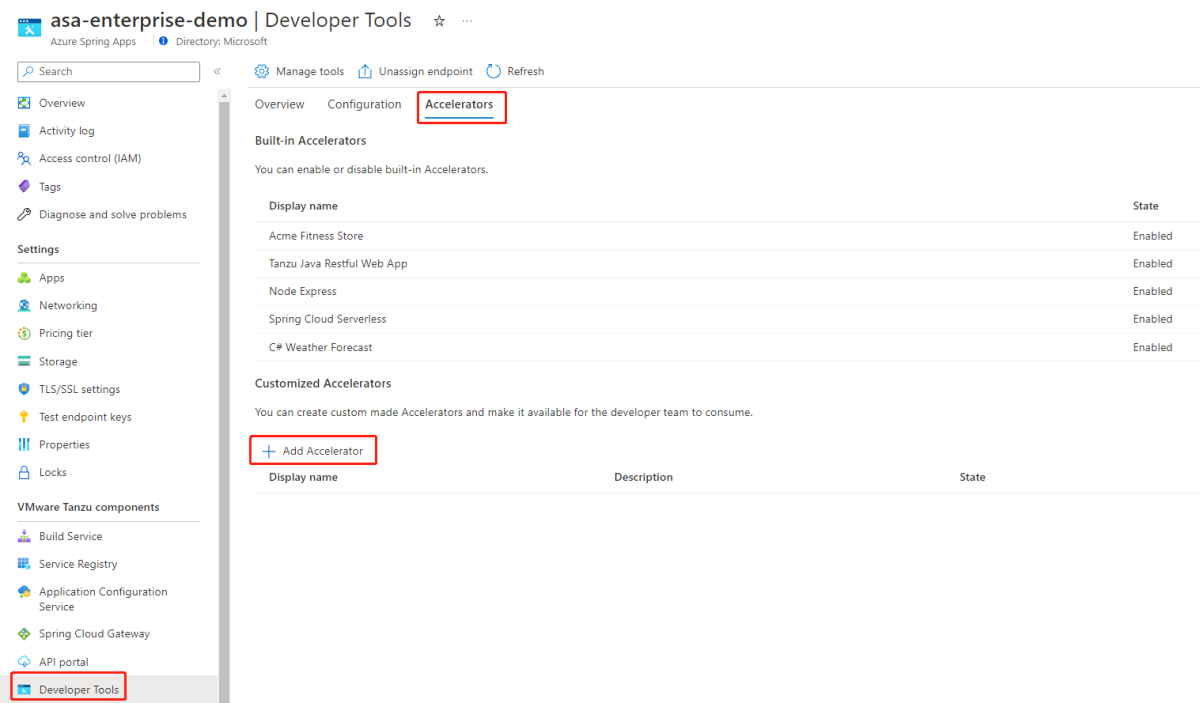 asa-enterprise-demo | Developer Tools
Azure Spring Apps
Directory: Microsoft
Search
Overview
Activity log
Access control (IAM)
Tags
Diagnose and solve problems
Settings
Apps
Networking
Pricing tier
Storage
TLS/SSL settings
Test endpoint keys
Properties
Locks
VMware Tanzu components
Build Service
Service Registry
Application Configuration
Service
Spring Cloud Gateway
API portal
Developer Tools
Manage tools
Unassign endpoint
Refresh
Overview
Configuration
Accelerators
Built-in Accelerators
You can enable or disable built-in Accelerators.
Display name State
Acme Fitness Store Enabled
Tanzu Java Restful Web App Enabled
Node Express Enabled
Spring Cloud Serverless Enabled
C# Weather Forecast Enabled
Customized Accelerators
You can create custom made Accelerators and make it available for the developer team to consume.
Add Accelerator
Display name Description State